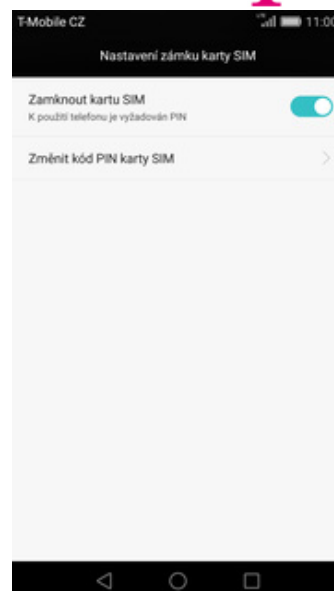 T-Mobile CZ 11:00
Nastavení zámku karty SIM
Zamknout kartu SIM
K použití telefonu je vyžadován PIN
Změnit kód PIN karty SIM